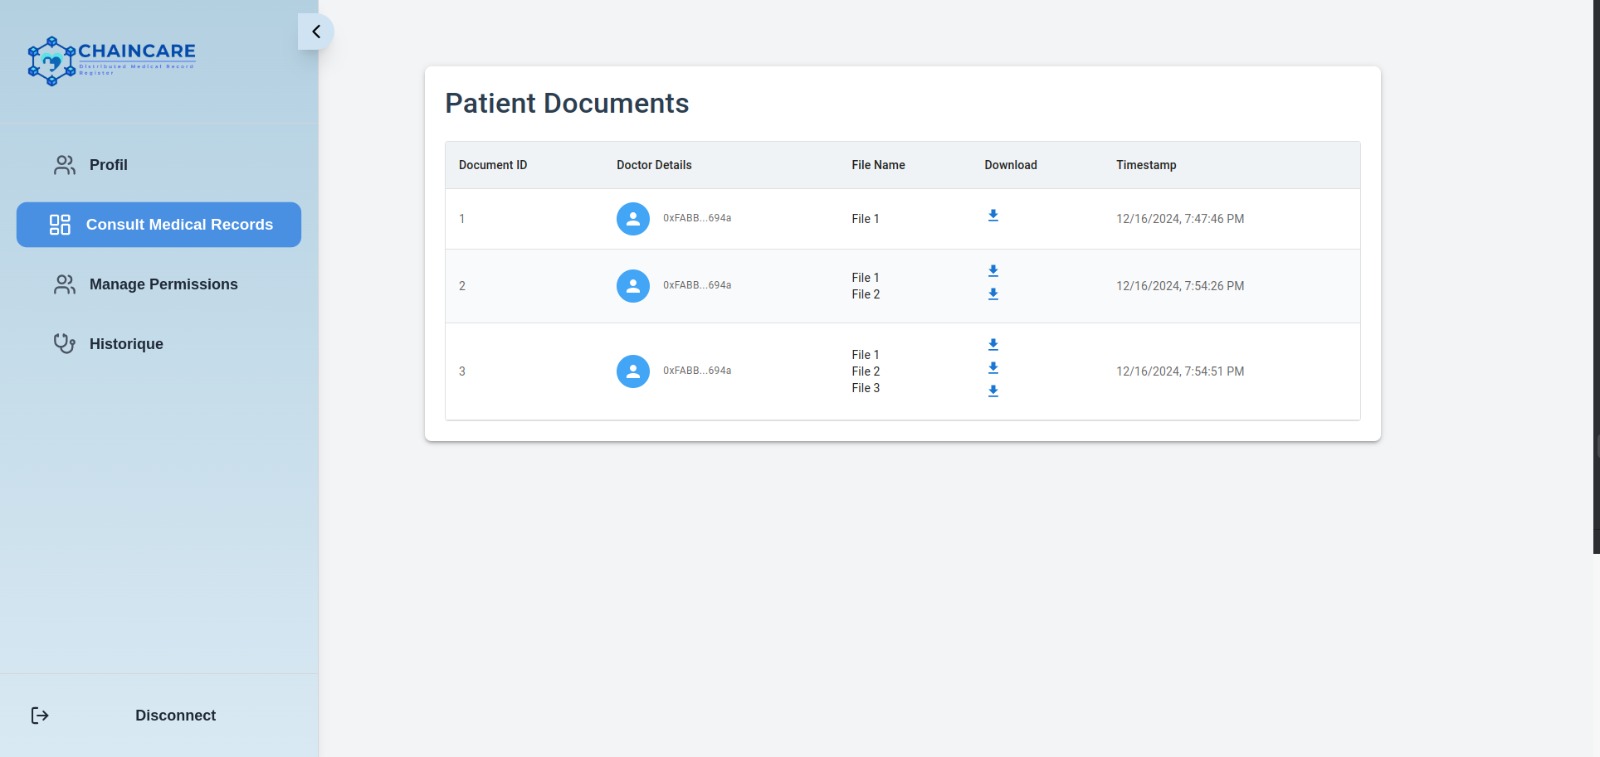 CHAINCARE
Distributed Medical Record
Register
Profil
Consult Medical Records
Manage Permissions
Historique
Disconnect
Patient Documents
Document ID Doctor Details File Name Download Timestamp
1 0xFABB...694a File 1 12/16/2024, 7:47:46 PM
2 0xFABB...694a File 1 12/16/2024, 7:54:26 PM
File 2
3 0xFABB...694a File 1 12/16/2024, 7:54:51 PM
File 2
File 3